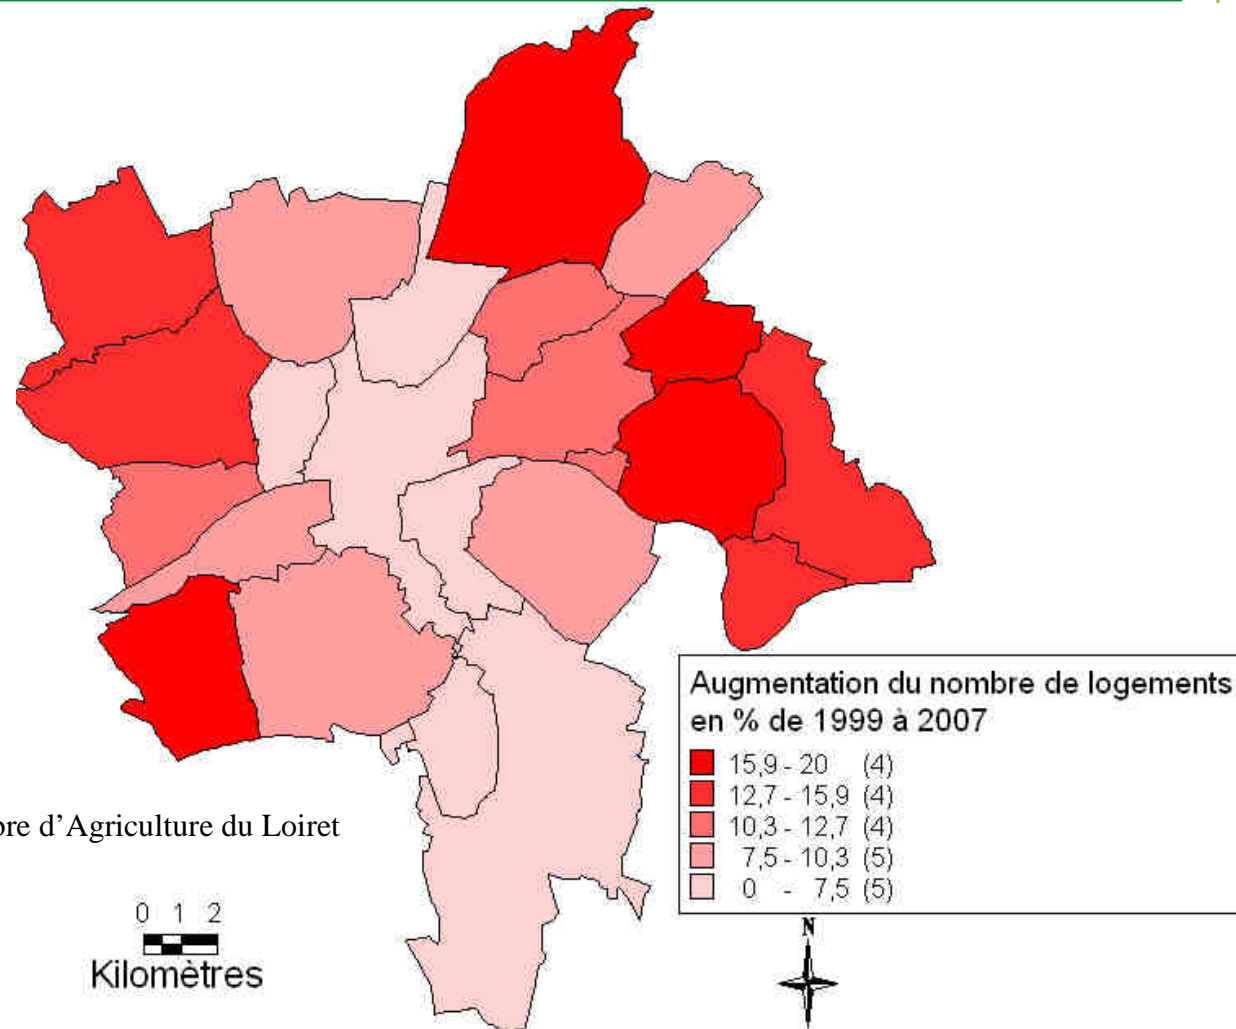 Augmentation du nombre de logements
en % de 1999 à 2007
15,9 - 20 (4)
12,7 - 15,9 (4)
10,3 - 12,7 (4)
7,5 - 10,3 (5)
0 - 7,5 (5)
d’Agriculture du Loiret
0 1 2
Kilomètres
N